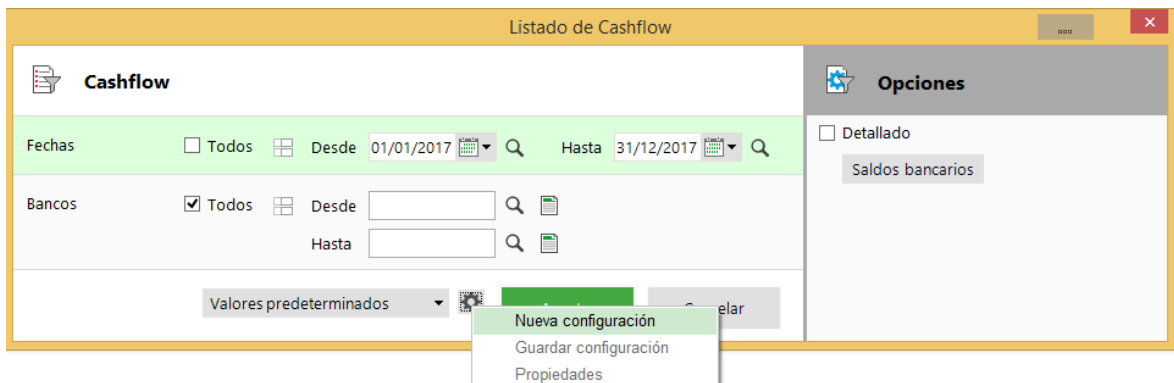 Listado de Cashflow
Cashflow
Opciones
Fechas Todos Desde 01/01/2017 Hasta 31/12/2017
Detallado
Saldos bancarios
Bancos Todos Desde
Hasta
Valores predeterminados
Nueva configuración
Guardar configuración
Propiedades